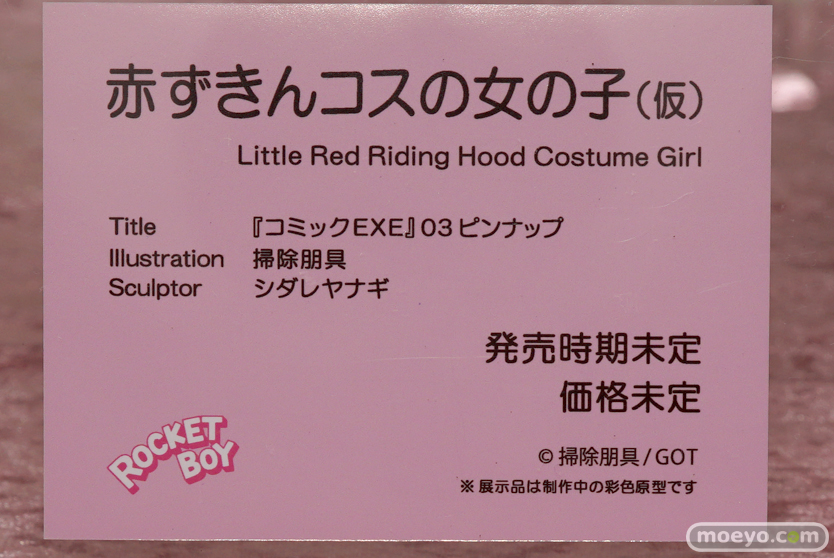 赤ずきんコスの女の子(仮)
Little Red Riding Hood Costume Girl
Title 『コミックEXE』03 ピンナップ
Illustration 掃除朋具
Sculptor シダレヤナギ
発売時期未定
価格未定
ROCKET BOY
© 掃除朋具/GOT
※ 展示品は制作中の彩色原型です
moeyo.com